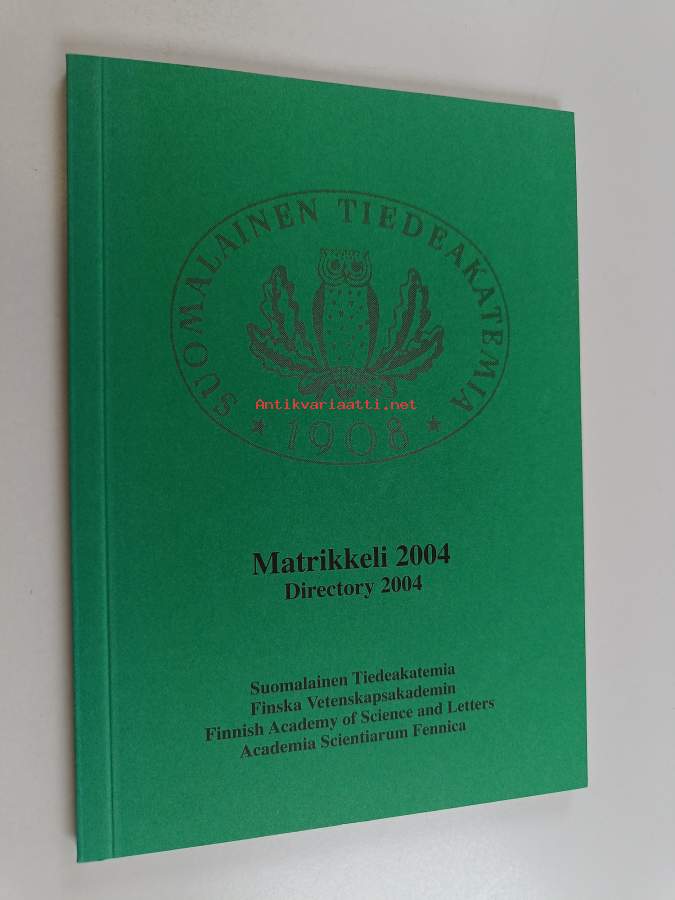 SUOMALAINEN TIEDEAKATEMIA
* 1908 *
Antikvariaatti.net
Matrikkeli 2004
Directory 2004
Suomalainen Tiedeakatemia
Finska Vetenskapsakademin
Finnish Academy of Science and Letters
Academia Scientiarum Fennica